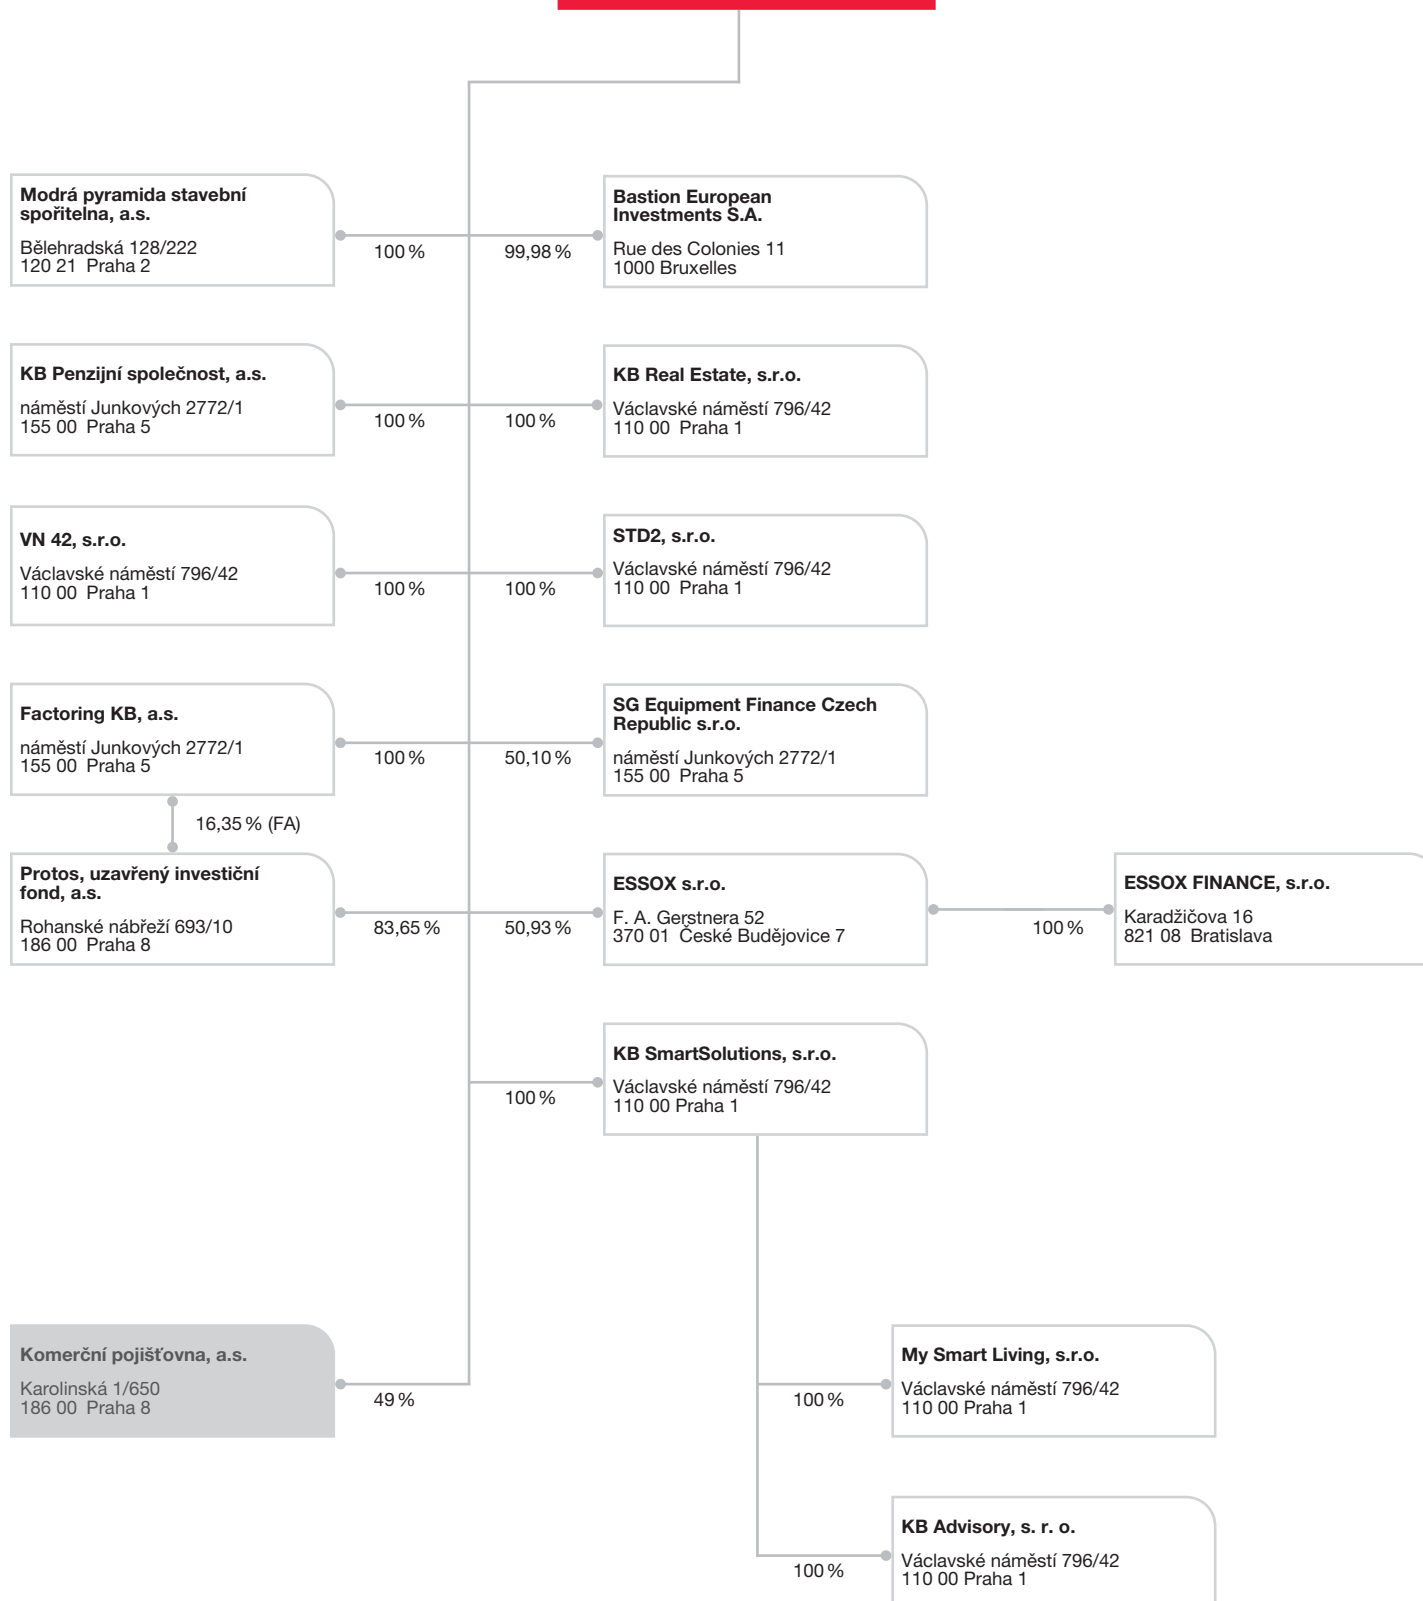 Modrá pyramida stavební
spořitelna, a.s.
Bělehradská 128/222
120 21 Praha 2
100 %
99,98 %
Bastion European
Investments S.A.
Rue des Colonies 11
1000 Bruxelles
KB Penzijní společnost, a.s.
náměstí Junkových 2772/1
155 00 Praha 5
100 %
100 %
KB Real Estate, s.r.o.
Václavské náměstí 796/42
110 00 Praha 1
VN 42, s.r.o.
Václavské náměstí 796/42
110 00 Praha 1
100 %
100 %
STD2, s.r.o.
Václavské náměstí 796/42
110 00 Praha 1
Factoring KB, a.s.
náměstí Junkových 2772/1
155 00 Praha 5
100 %
50,10 %
SG Equipment Finance Czech
Republic s.r.o.
náměstí Junkových 2772/1
155 00 Praha 5
16,35 % (FA)
Protos, uzavřený investiční
fond, a.s.
Rohanské nábřeží 693/10
186 00 Praha 8
83,65 %
50,93 %
ESSOX s.r.o.
F. A. Gerstnera 52
370 01 České Budějovice 7
100 %
ESSOX FINANCE, s.r.o.
Karadžičova 16
821 08 Bratislava
100 %
KB SmartSolutions, s.r.o.
Václavské náměstí 796/42
110 00 Praha 1
Komerční pojišťovna, a.s.
Karolinská 1/650
186 00 Praha 8
49 %
100 %
My Smart Living, s.r.o.
Václavské náměstí 796/42
110 00 Praha 1
100 %
KB Advisory, s. r. o.
Václavské náměstí 796/42
110 00 Praha 1